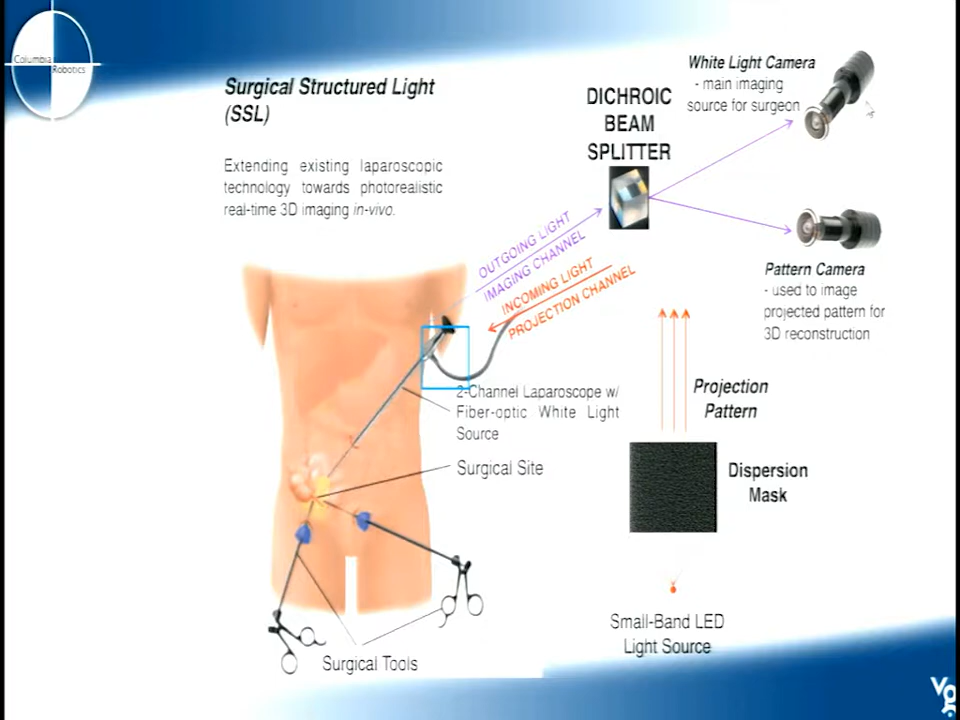 Columbia
Robotics
Surgical Structured Light
(SSL)
Extending existing laparoscopic
technology towards photorealistic
real-time 3D imaging in-vivo.
DICHROIC
BEAM
SPLITTER
White Light Camera
- main imaging
source for surgeon
OUTGOING LIGHT
IMAGING CHANNEL
INCOMING LIGHT
PROJECTION CHANNEL
Pattern Camera
- used to image
projected pattern for
3D reconstruction
2-Channel Laparoscope w/
Fiber-optic White Light
Source
Projection
Pattern
Surgical Site
Dispersion
Mask
Small-Band LED
Light Source
Surgical Tools
vg